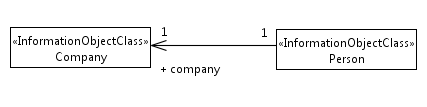 «InformationObjectClass»
Company
1
+ company
1
«InformationObjectClass»
Person